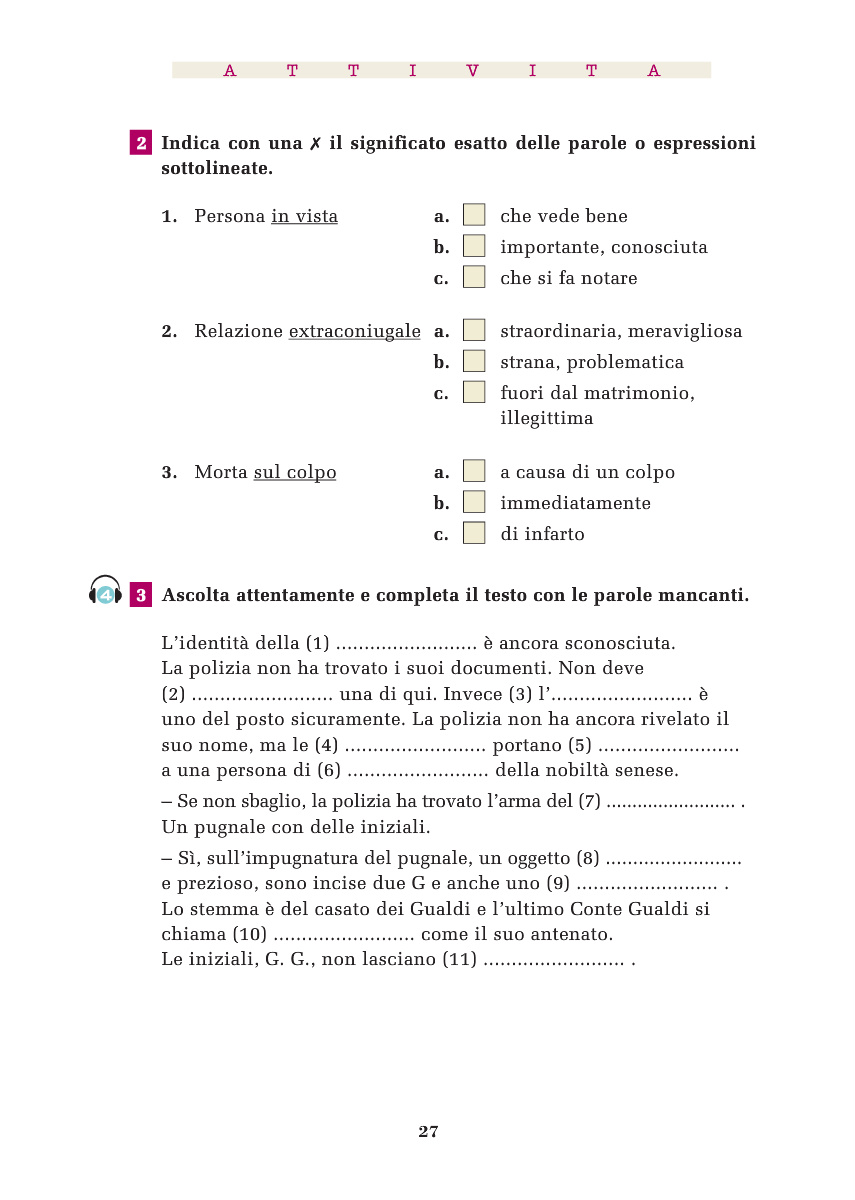 A T T I V I T A
2 Indica con una ✗ il significato esatto delle parole o espressioni
sottolineate.
1. Persona in vista a. che vede bene
b. importante, conosciuta
c. che si fa notare
2. Relazione extraconiugale a. straordinaria, meravigliosa
b. strana, problematica
c. fuori dal matrimonio,
illegittima
3. Morta sul colpo a. a causa di un colpo
b. immediatamente
c. di infarto
4 3 Ascolta attentamente e completa il testo con le parole mancanti.
L’identità della (1) ......................... è ancora sconosciuta.
La polizia non ha trovato i suoi documenti. Non deve
(2) ......................... una di qui. Invece (3) l’......................... è
uno del posto sicuramente. La polizia non ha ancora rivelato il
suo nome, ma le (4) ......................... portano (5) .........................
a una persona di (6) ......................... della nobiltà senese.
– Se non sbaglio, la polizia ha trovato l’arma del (7) ......................... .
Un pugnale con delle iniziali.
– Sì, sull’impugnatura del pugnale, un oggetto (8) .........................
e prezioso, sono incise due G e anche uno (9) ......................... .
Lo stemma è del casato dei Gualdi e l’ultimo Conte Gualdi si
chiama (10) ......................... come il suo antenato.
Le iniziali, G. G., non lasciano (11) ......................... .
27